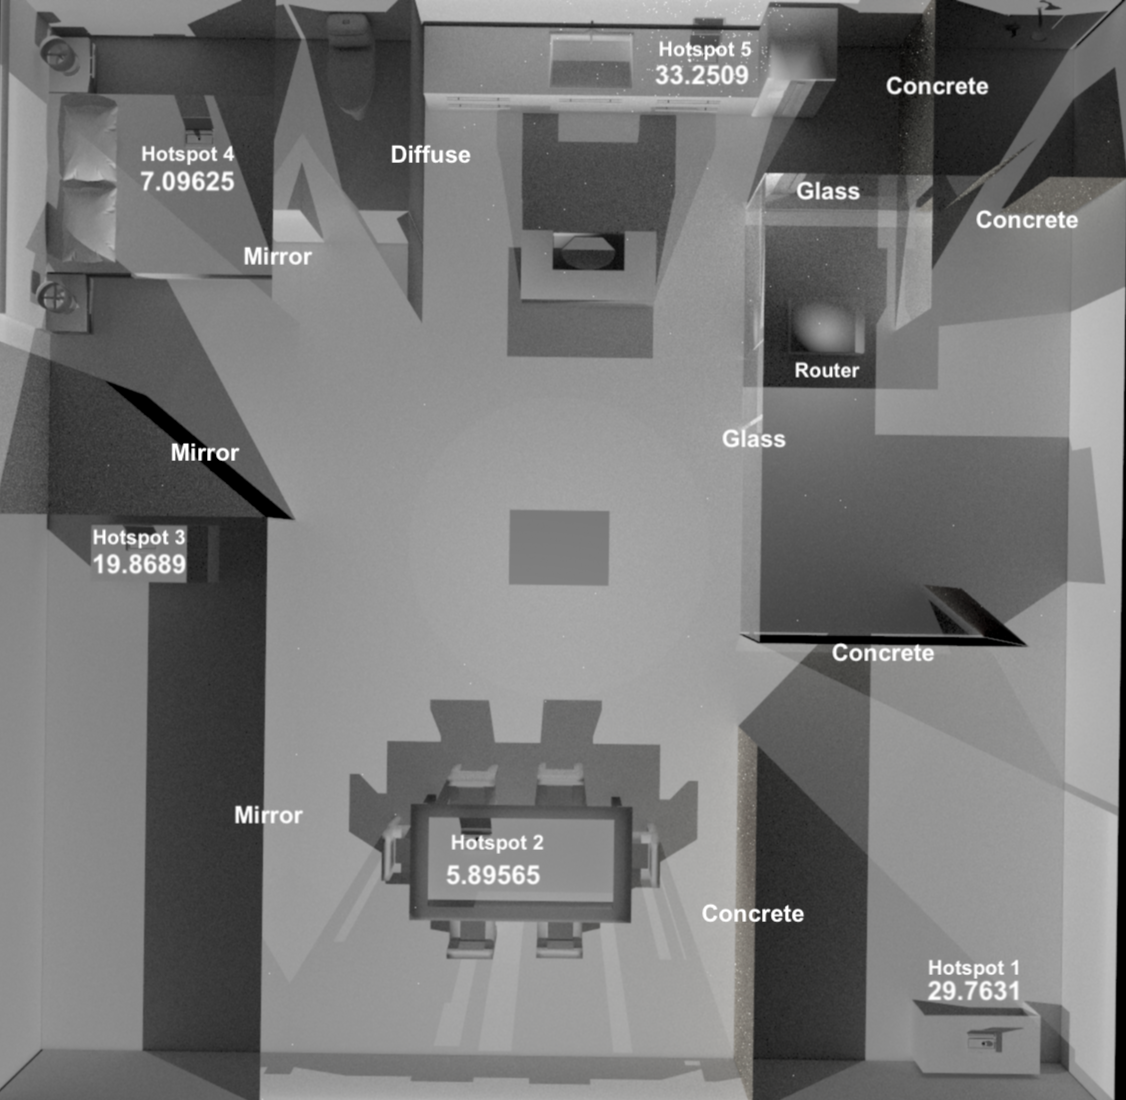 Hotspot 5
33.2509
Concrete
Hotspot 4
7.09625
Diffuse
Glass
Concrete
Mirror
Router
Glass
Mirror
Hotspot 3
19.8689
Concrete
Mirror
Hotspot 2
5.89565
Concrete
Hotspot 1
29.7631